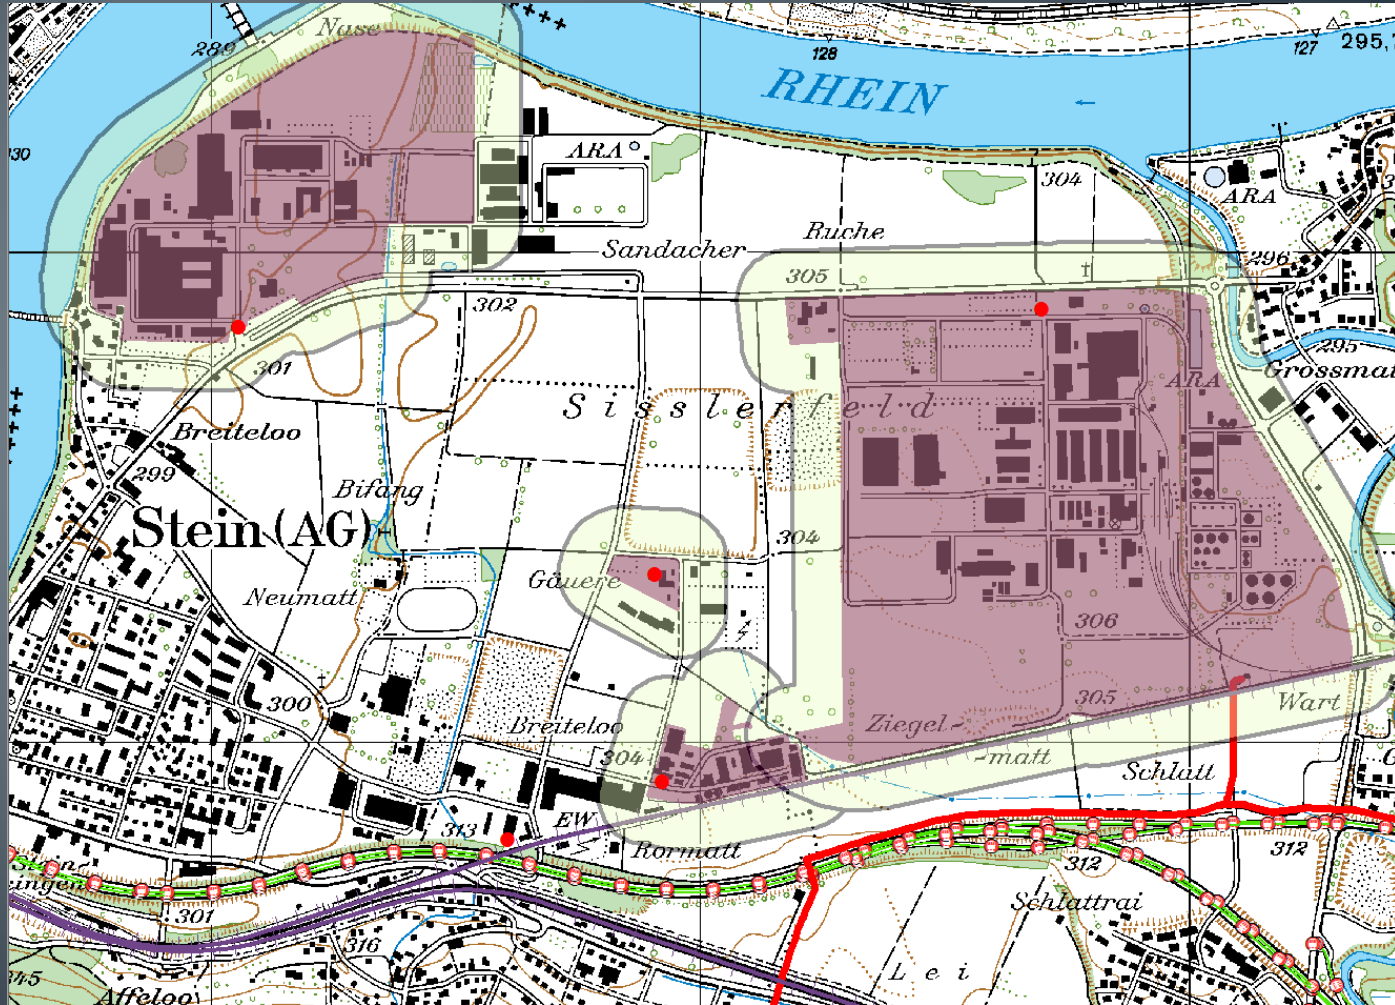 Nase
289
128
127
295,7
RHEIN
←
ARA
304
ARA
Ruche
Sandacher
296
305
302
295
301
Grossmat
ARA
Sisslerfeld
Breiteloo
299
Bifang
Stein (AG)
304
Gäuere
Neumatt
306
300
305
Wart
Breiteloo
Ziegel-
304
-matt
Schlatt
EW
313
Rormatt
312
312
301
Schlattrai
316
Lei
345
Affeloo